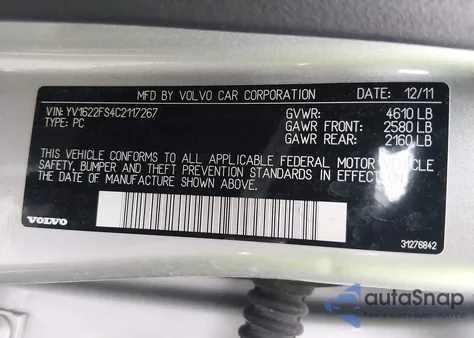 MFD BY VOLVO CAR CORPORATION DATE: 12/11
VIN: YV1622FS4C2117267 GVWR: 4610 LB
TYPE: PC GAWR FRONT: 2580 LB
GAWR REAR: 2160 LB
THIS VEHICLE CONFORMS TO ALL APPLICABLE FEDERAL MOTOR VEHICLE
SAFETY, BUMPER AND THEFT PREVENTION STANDARDS IN EFFECT ON
THE DATE OF MANUFACTURE SHOWN ABOVE.
VOLVO
31276842
autoSnap